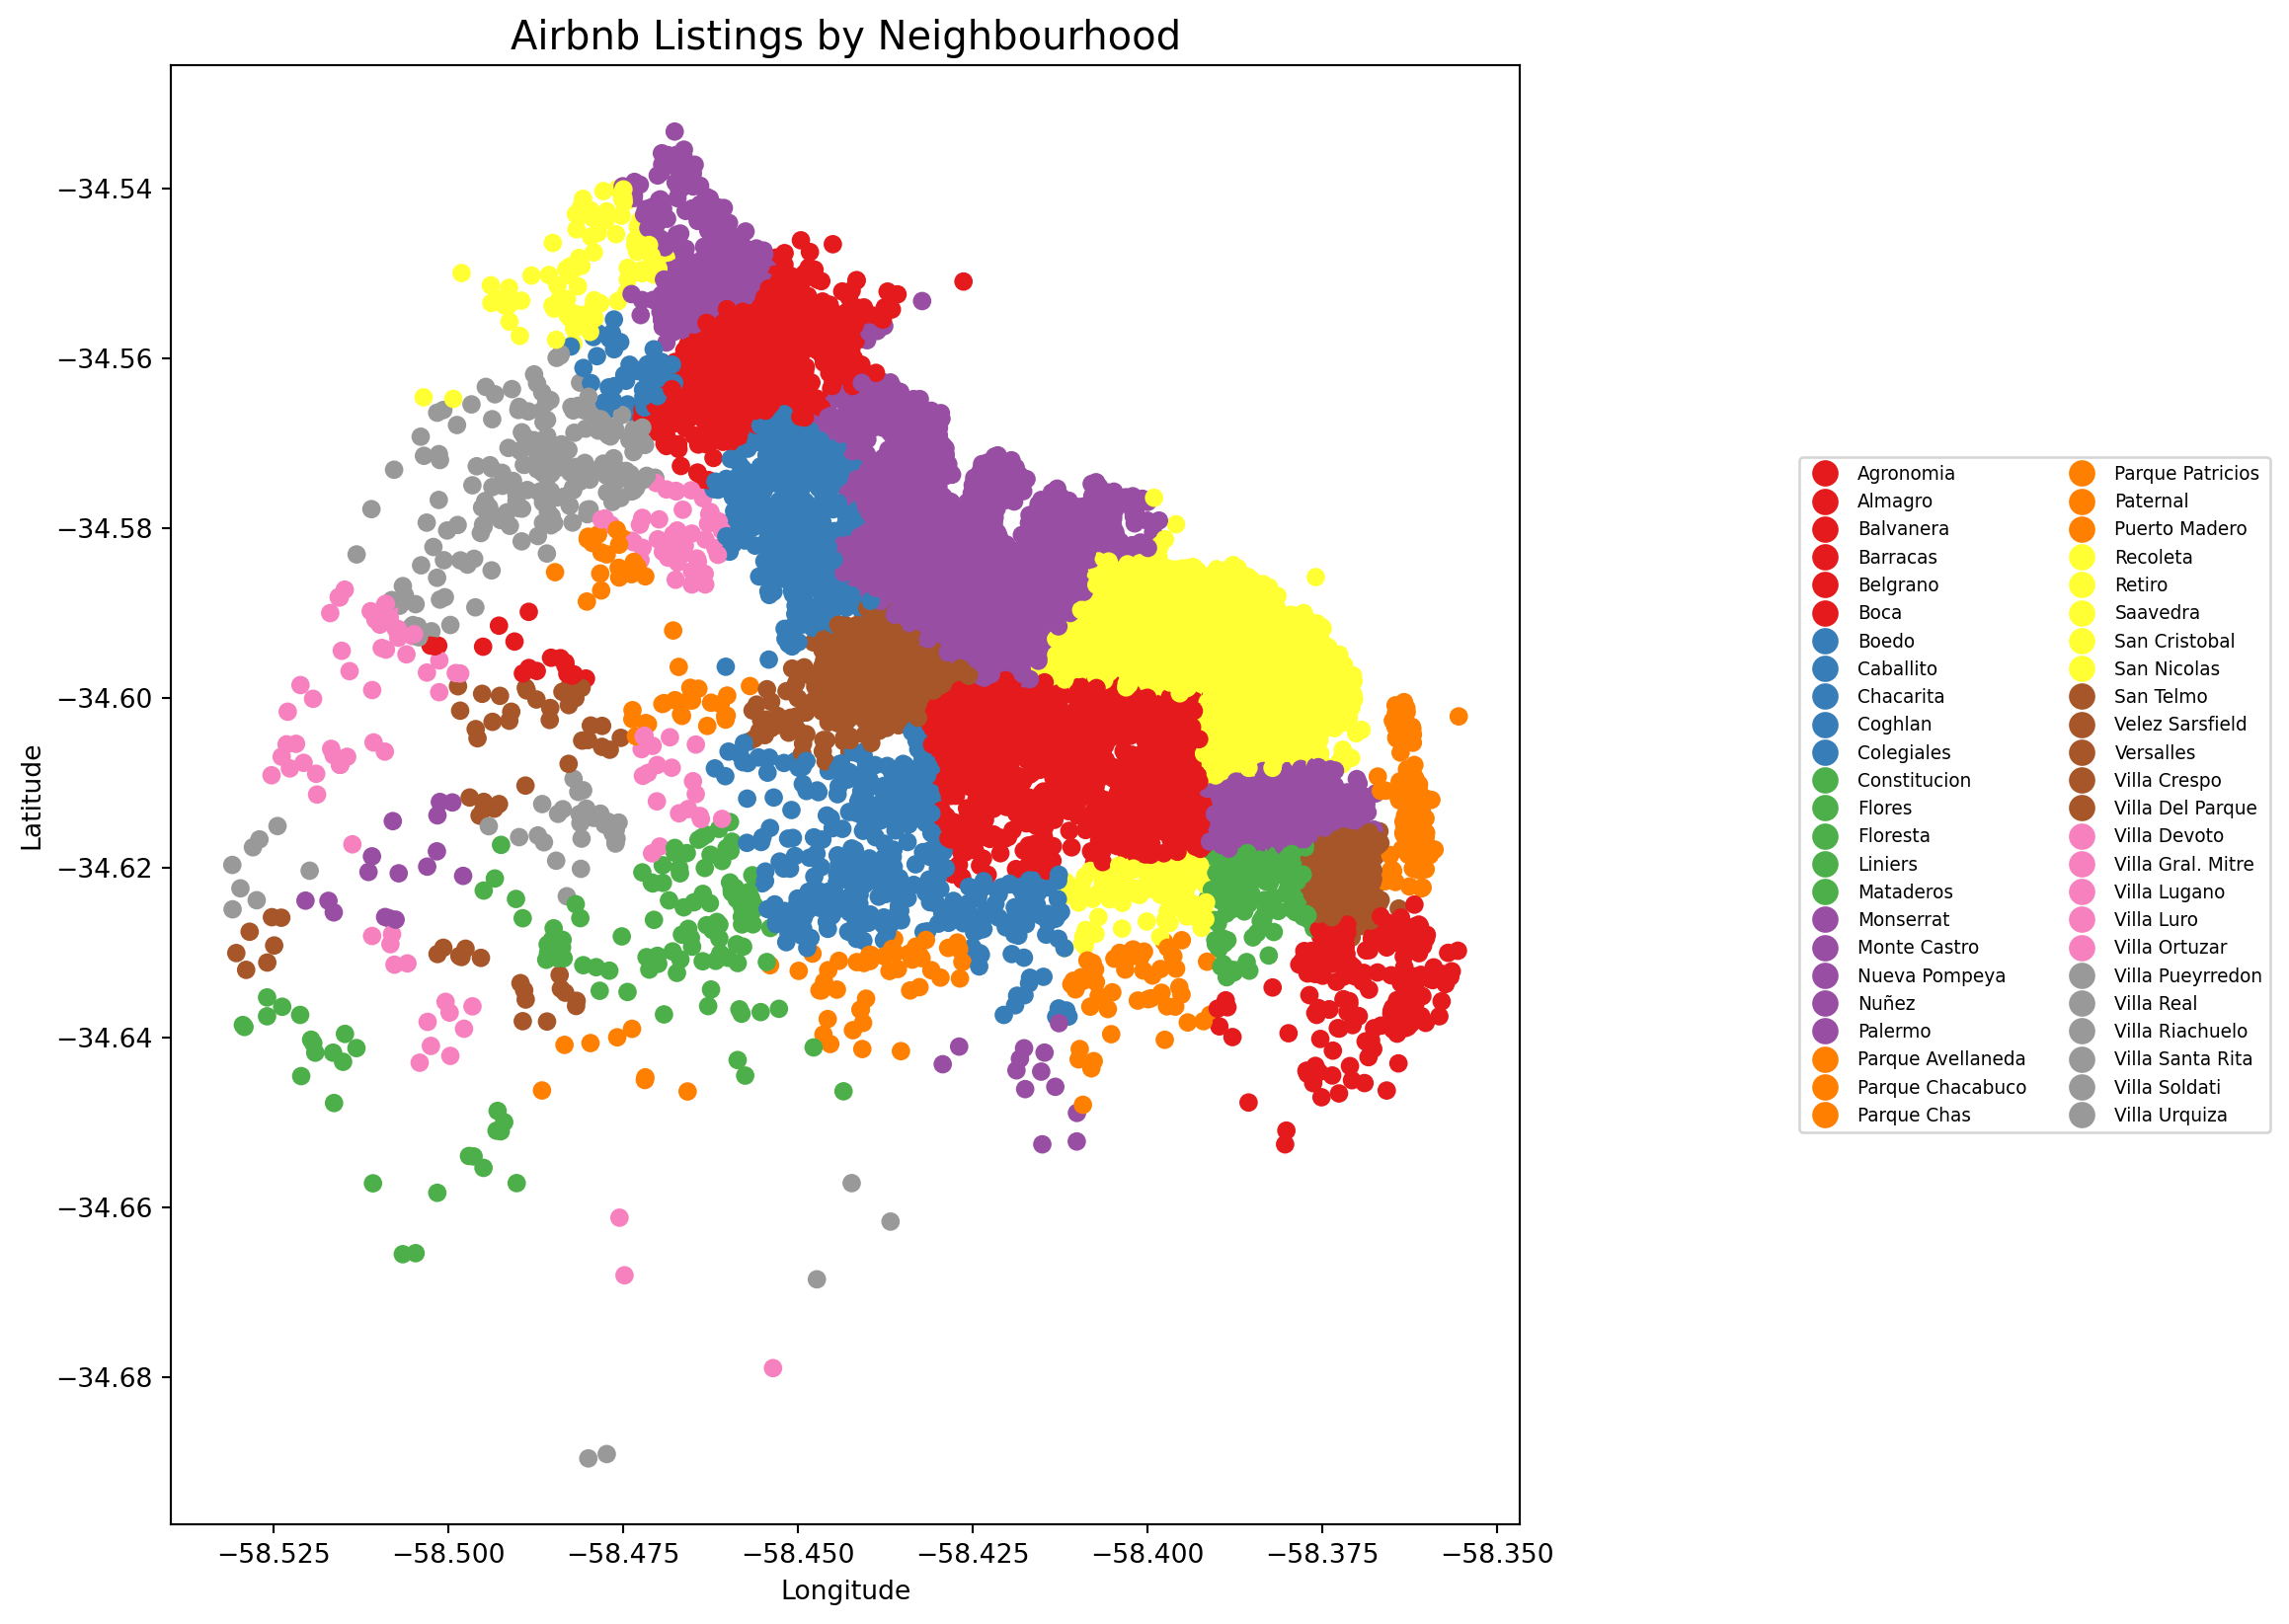 Airbnb Listings by Neighbourhood
Latitude
−34.54
−34.56
−34.58
−34.60
−34.62
−34.64
−34.66
−34.68
−58.525
−58.500
−58.475
−58.450
−58.425
−58.400
−58.375
−58.350
Longitude
Agronomia
Almagro
Balvanera
Barracas
Belgrano
Boca
Boedo
Caballito
Chacarita
Coghlan
Colegiales
Constitucion
Flores
Floresta
Liniers
Mataderos
Monserrat
Monte Castro
Nueva Pompeya
Nuñez
Palermo
Parque Avellaneda
Parque Chacabuco
Parque Chas
Parque Patricios
Paternal
Puerto Madero
Recoleta
Retiro
Saavedra
San Cristobal
San Nicolas
San Telmo
Velez Sarsfield
Versalles
Villa Crespo
Villa Del Parque
Villa Devoto
Villa Gral. Mitre
Villa Lugano
Villa Luro
Villa Ortuzar
Villa Pueyrredon
Villa Real
Villa Riachuelo
Villa Santa Rita
Villa Soldati
Villa Urquiza